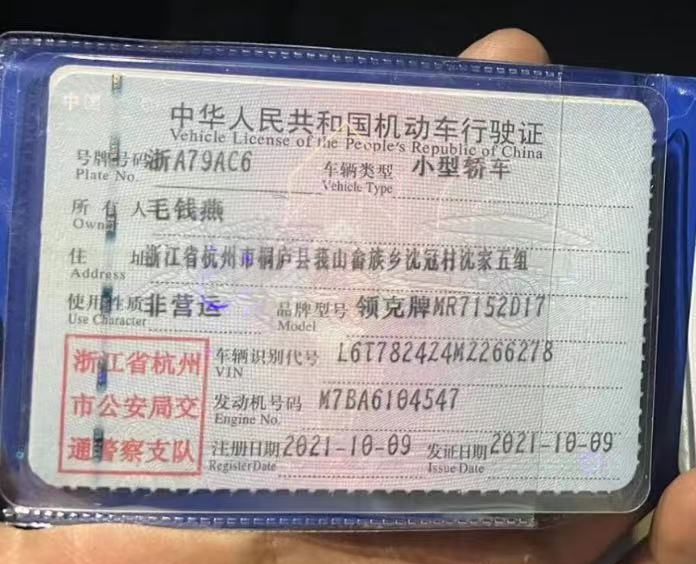 中国
中华人民共和国机动车行驶证
Vehicle License of the People's Republic of China
号牌号码 浙A79AC6 车辆类型 小型轿车
Plate No. Vehicle Type
所有人 毛钱燕
Owner
住址 浙江省杭州市桐庐县莪山畲族乡沈冠村沈家五组
Address
使用性质 非营运 品牌型号 领克牌MR7152D17
Use Character Model
浙江省杭州
市公安局交
通警察支队
车辆识别代号 L6T7824Z4MZ266278
VIN
发动机号码 M7BA6104547
Engine No.
注册日期 2021-10-09 发证日期 2021-10-09
Register Date Issue Date